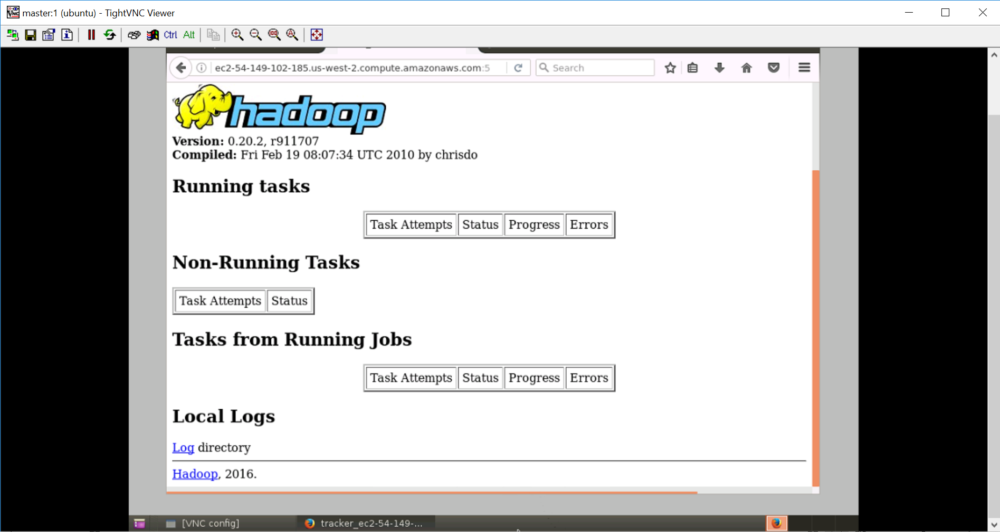 master:1 (ubuntu) - TightVNC Viewer
Ctrl Alt
ec2-54-149-102-185.us-west-2.compute.amazonaws.com:5
Search
hadoop
Version: 0.20.2, r911707
Compiled: Fri Feb 19 08:07:34 UTC 2010 by chrisdo
Running tasks
Task Attempts Status Progress Errors
Non-Running Tasks
Task Attempts Status
Tasks from Running Jobs
Task Attempts Status Progress Errors
Local Logs
Log directory
Hadoop, 2016.
[VNC config] tracker_ec2-54-149-...